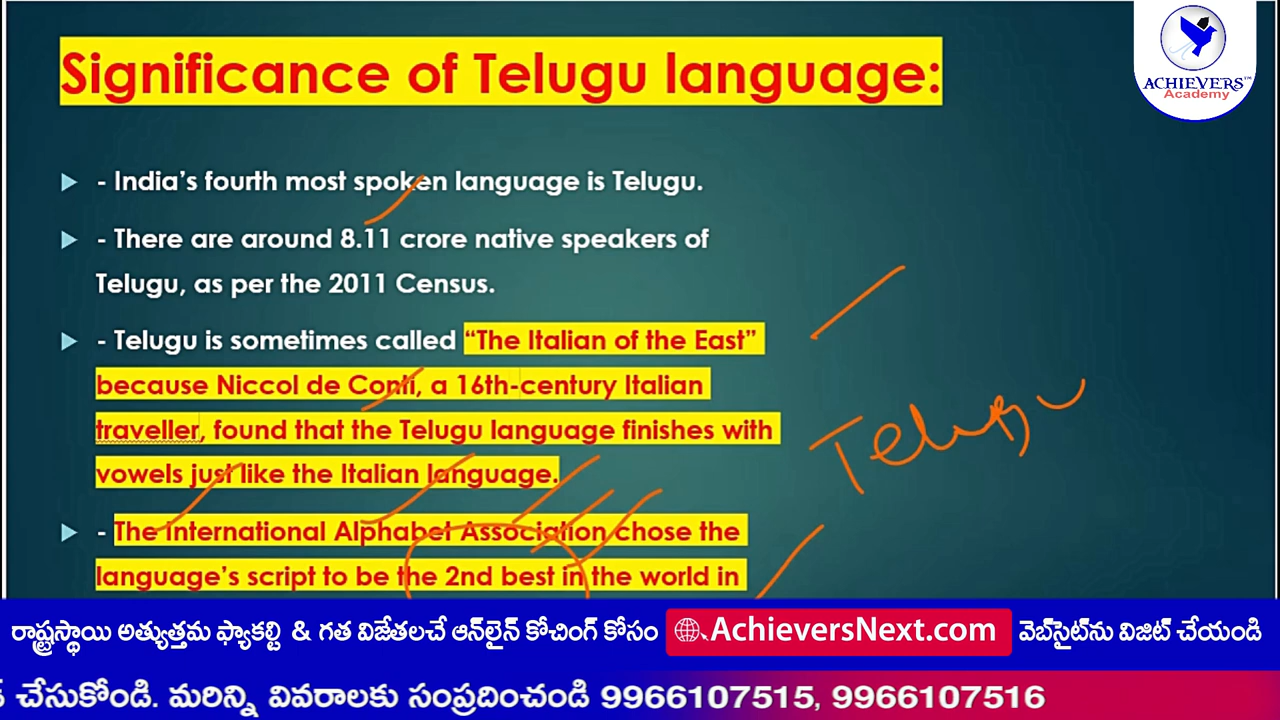 Significance of Telugu language:
ACHIEVERS™
Academy
- India's fourth most spoken language is Telugu.
- There are around 8.11 crore native speakers of
Telugu, as per the 2011 Census.
- Telugu is sometimes called “The Italian of the East”
because Niccol de Conti, a 16th-century Italian
traveller, found that the Telugu language finishes with
vowels just like the Italian language.
Telugu
- The International Alphabet Association chose the
language's script to be the 2nd best in the world in
రాష్ట్రస్థాయి అత్యుత్తమ ఫ్యాకల్టి & గత విజేతలచే ఆన్‌లైన్ కోచింగ్ కోసం AchieversNext.com వెబ్‌సైట్‌ను విజిట్ చేయండి
చేసుకోండి. మరిన్ని వివరాలకు సంప్రదించండి 9966107515, 9966107516